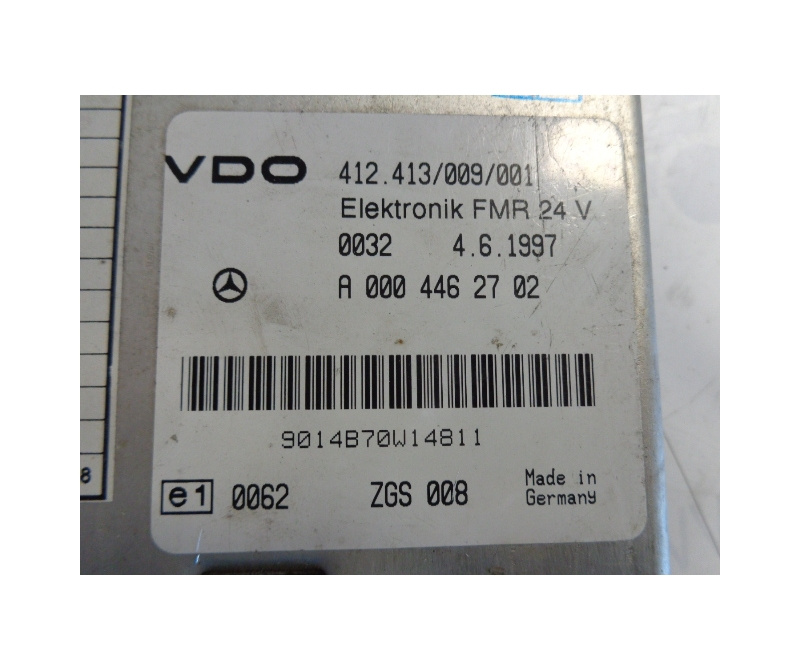 VDO 412.413/009/001
Elektronik FMR 24 V
0032 4.6.1997
A 000 446 27 02
9014B70W14811
e1 0062 ZGS 008 Made in
Germany
8